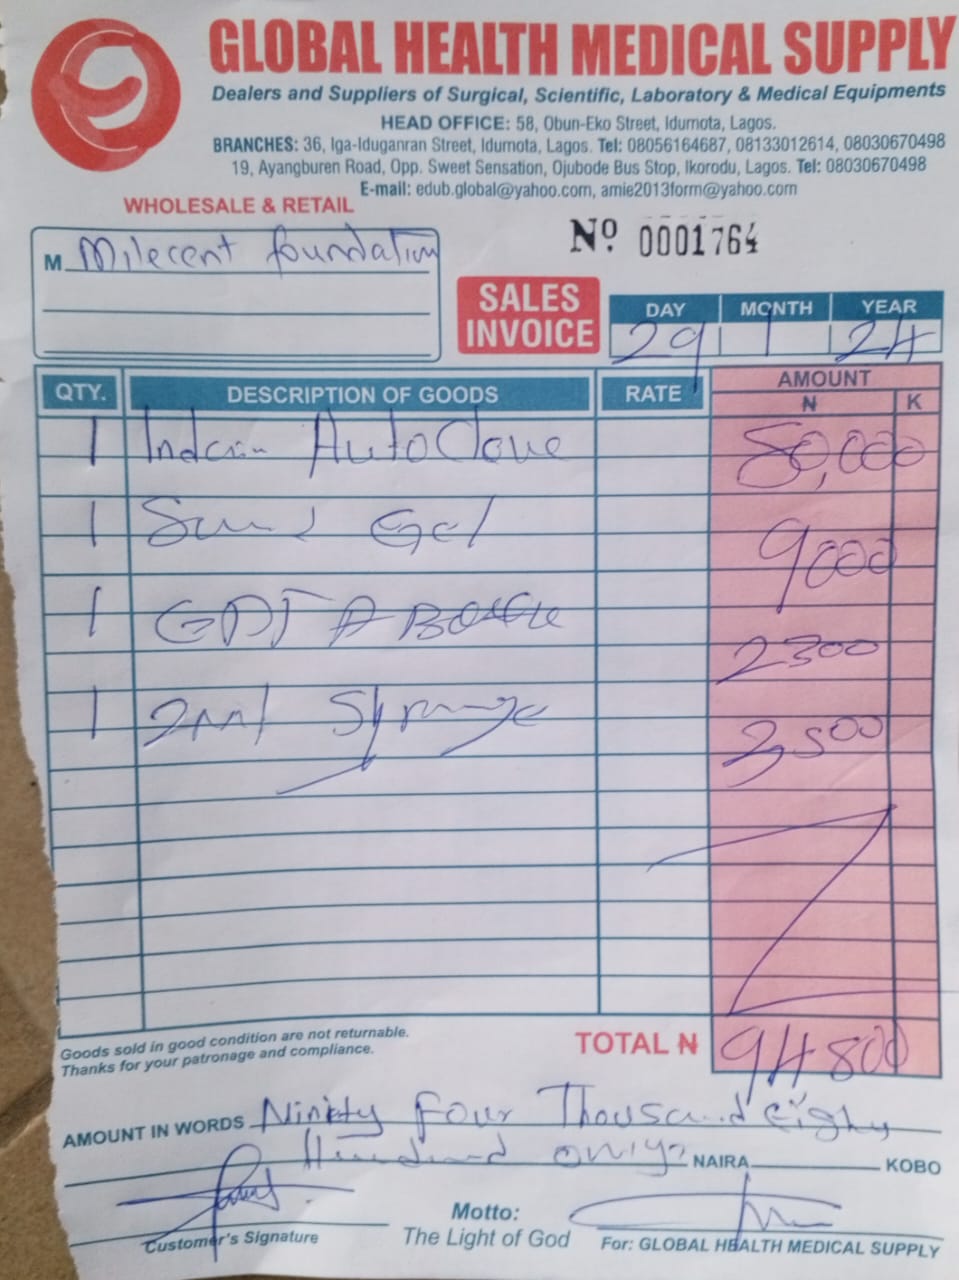 GLOBAL HEALTH MEDICAL SUPPLY
Dealers and Suppliers of Surgical, Scientific, Laboratory & Medical Equipments
HEAD OFFICE: 58, Obun-Eko Street, Idumota, Lagos.
BRANCHES: 36, Iga-Iduganran Street, Idumota, Lagos. Tel: 08056164687, 08133012614, 08030670498
19, Ayangburen Road, Opp. Sweet Sensation, Ojubode Bus Stop, Ikorodu, Lagos. Tel: 08030670498
E-mail: edub.global@yahoo.com, amie2013form@yahoo.com
WHOLESALE & RETAIL
Nº 0001764
M Milecent foundation
SALES INVOICE
DAY MONTH YEAR
29 1 24
QTY. DESCRIPTION OF GOODS RATE AMOUNT
N K
1 Indian AutoClave 80,000
1 Gel 9000
1 EDTA Bottle 2300
1 2ml Syringe 3500
Goods sold in good condition are not returnable.
Thanks for your patronage and compliance.
TOTAL N 94800
AMOUNT IN WORDS Ninety Four Thousand Eighy
Hundred only NAIRA KOBO
Customer's Signature
Motto:
The Light of God
For: GLOBAL HEALTH MEDICAL SUPPLY